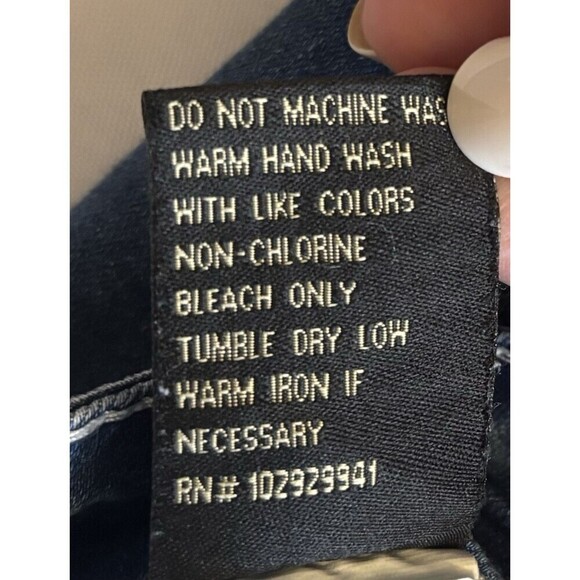 DO NOT MACHINE WAS
WARM HAND WASH
WITH LIKE COLORS
NON-CHLORINE
BLEACH ONLY
TUMBLE DRY LOW
WARM IRON IF
NECESSARY
RN# 102929941